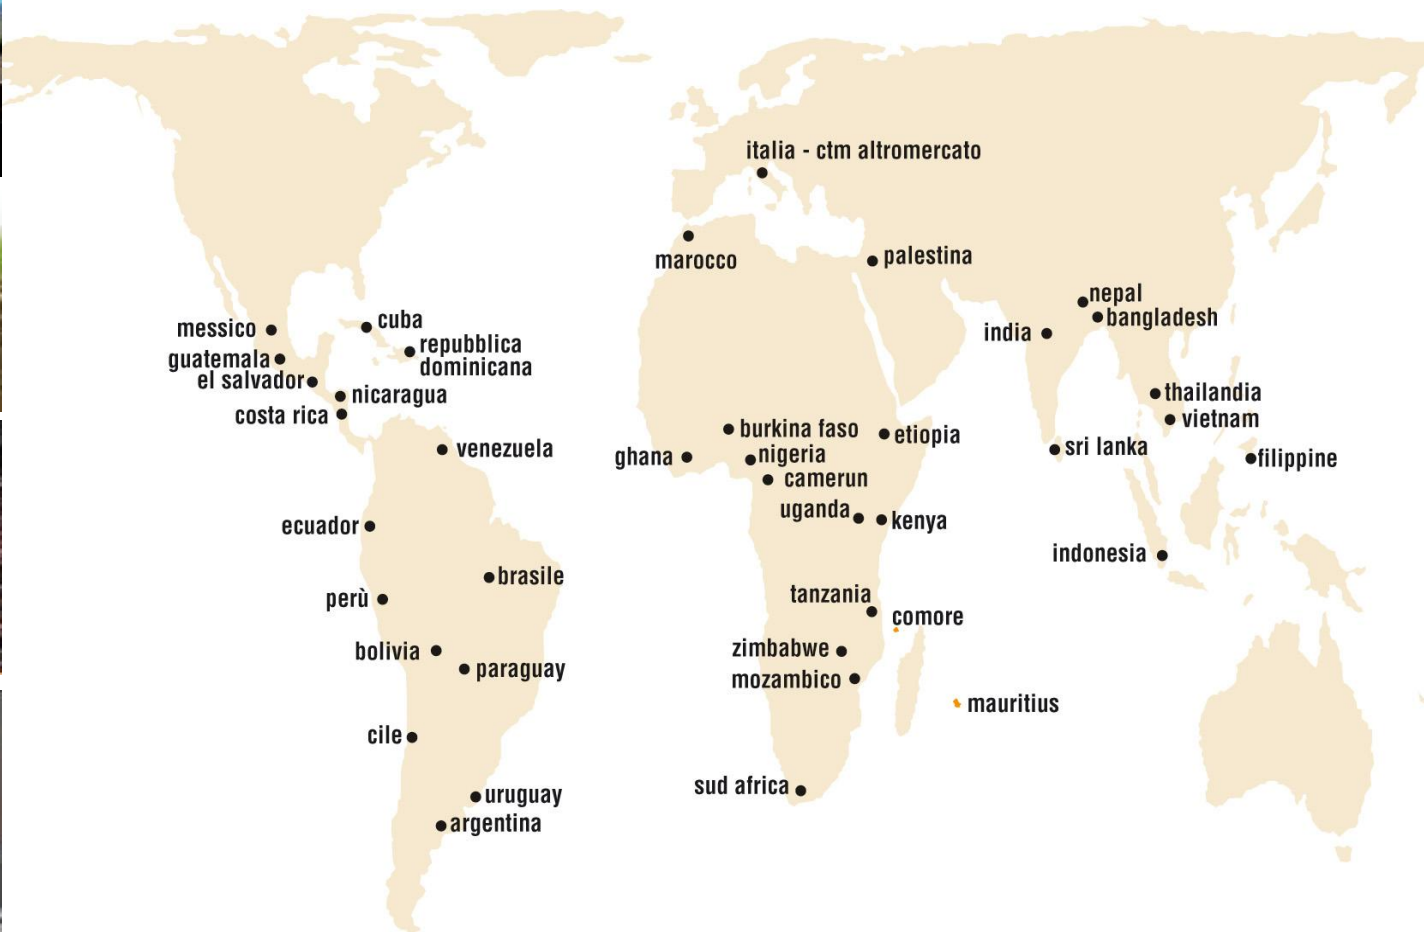 italia - ctm altromercato
marocco
palestina
nepal
bangladesh
india
messico
cuba
guatemala
repubblica
dominicana
el salvador
nicaragua
costa rica
thailandia
vietnam
venezuela
ghana
burkina faso
nigeria
camerun
etiopia
sri lanka
filippine
uganda
kenya
ecuador
indonesia
brasile
perù
tanzania
comore
bolivia
paraguay
zimbabwe
mozambico
mauritius
cile
sud africa
uruguay
argentina